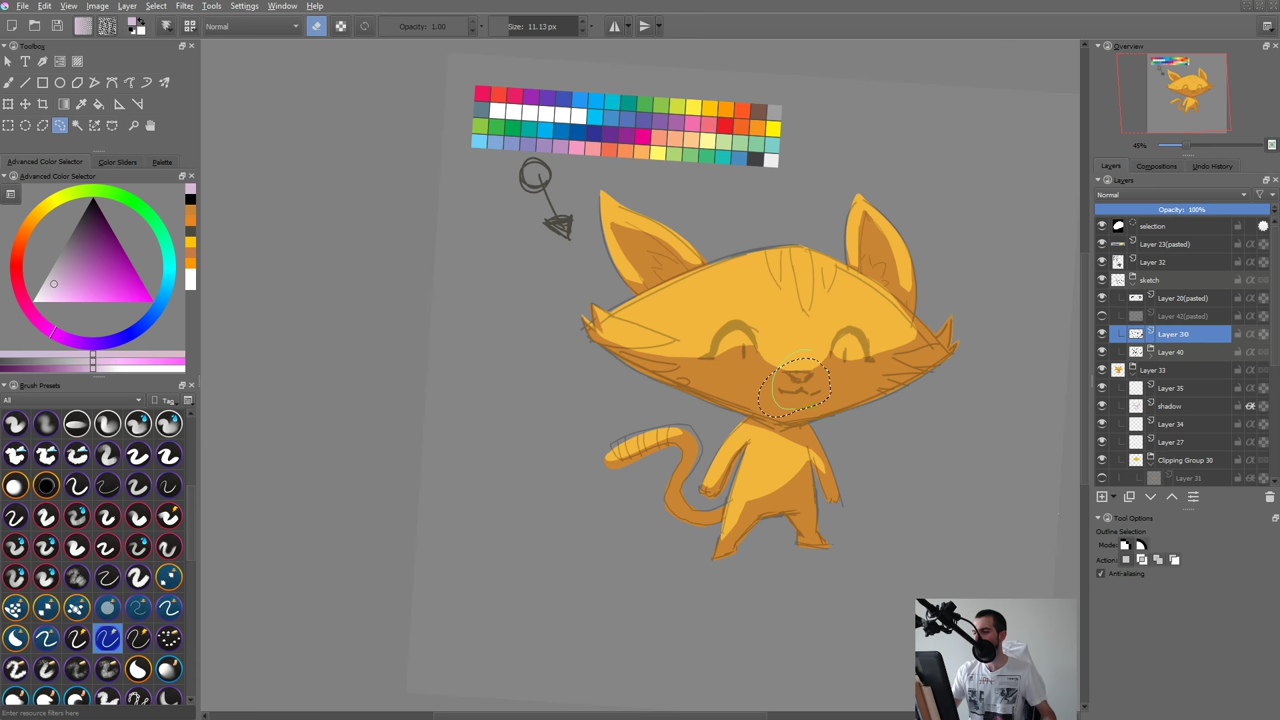 File Edit View Image Layer Select Filter Tools Settings Window Help
Normal
Opacity: 1.00
Size: 11.13 px
Toolbox
Advanced Color Selector Color Sliders Palette
Advanced Color Selector
Brush Presets
All
Tag
Enter resource filters here
Overview
45%
Layers Compositions Undo History
Layers
Normal
Opacity: 100%
selection
Layer 23(pasted)
Layer 32
sketch
Layer 20(pasted)
Layer 42(pasted)
Layer 30
Layer 40
Layer 33
Layer 35
shadow
Layer 34
Layer 27
Clipping Group 30
Layer 31
Tool Options
Outline Selection
Mode:
Action:
Anti-aliasing